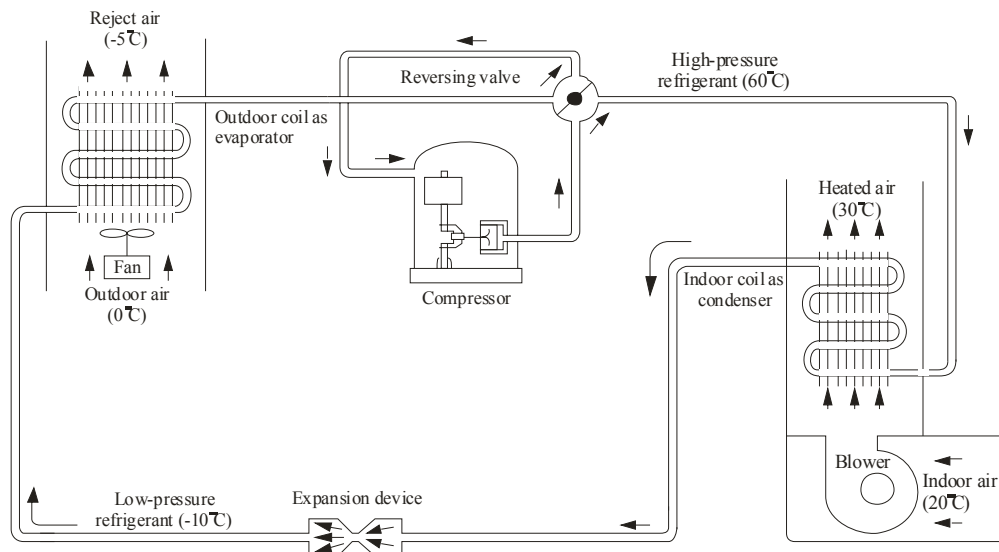 Reject air
(-5°C)
Reversing valve
High-pressure
refrigerant (60°C)
Outdoor coil as
evaporator
Heated air
(30°C)
Fan
Outdoor air
(0°C)
Compressor
Indoor coil as
condenser
Blower
Indoor air
(20°C)
Low-pressure
refrigerant (-10°C)
Expansion device